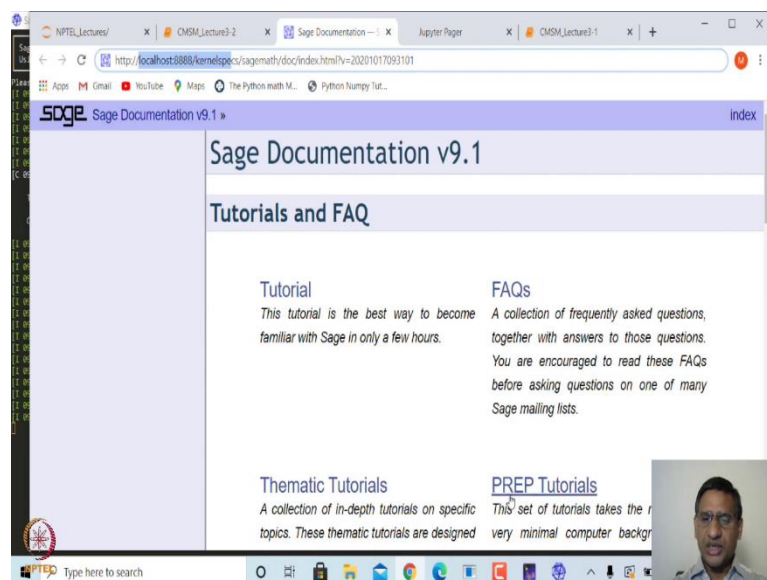 NPTEL_Lectures/
CMSM_Lecture3-2
Sage Documentation —
Jupyter Pager
CMSM_Lecture3-1
http://localhost:8888/kernelspecs/sagemath/doc/index.html?v=20201017093101
M
Apps
Gmail
YouTube
Maps
The Python math M...
Python Numpy Tut...
SAGE Sage Documentation v9.1 »
index
Sage Documentation v9.1
Tutorials and FAQ
Tutorial
This tutorial is the best way to become
familiar with Sage in only a few hours.
FAQs
A collection of frequently asked questions,
together with answers to those questions.
You are encouraged to read these FAQs
before asking questions on one of many
Sage mailing lists.
Thematic Tutorials
A collection of in-depth tutorials on specific
topics. These thematic tutorials are designed
PREP Tutorials
This set of tutorials takes the
very minimal computer backgr
NPTEL
Type here to search